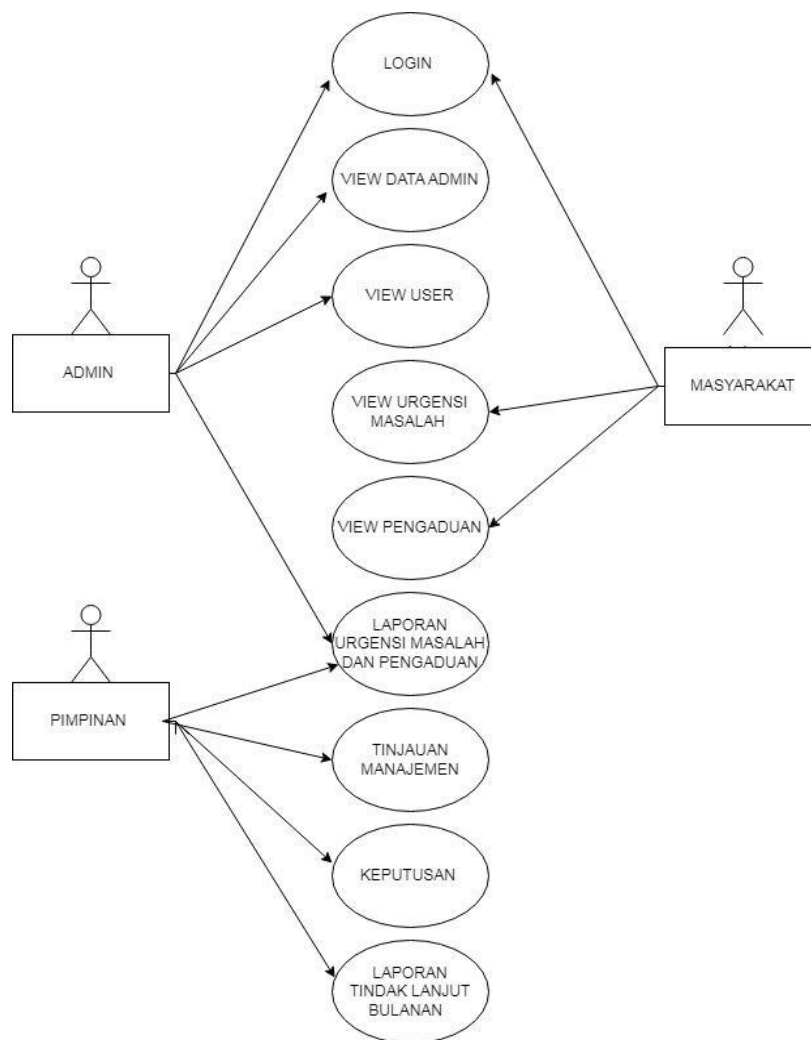 LOGIN
VIEW DATA ADMIN
VIEW USER
ADMIN
MASYARAKAT
VIEW URGENSI
MASALAH
VIEW PENGADUAN
LAPORAN
URGENSI MASALAH
DAN PENGADUAN
PIMPINAN
TINJAUAN
MANAJEMEN
KEPUTUSAN
LAPORAN
TINDAK LANJUT
BULANAN